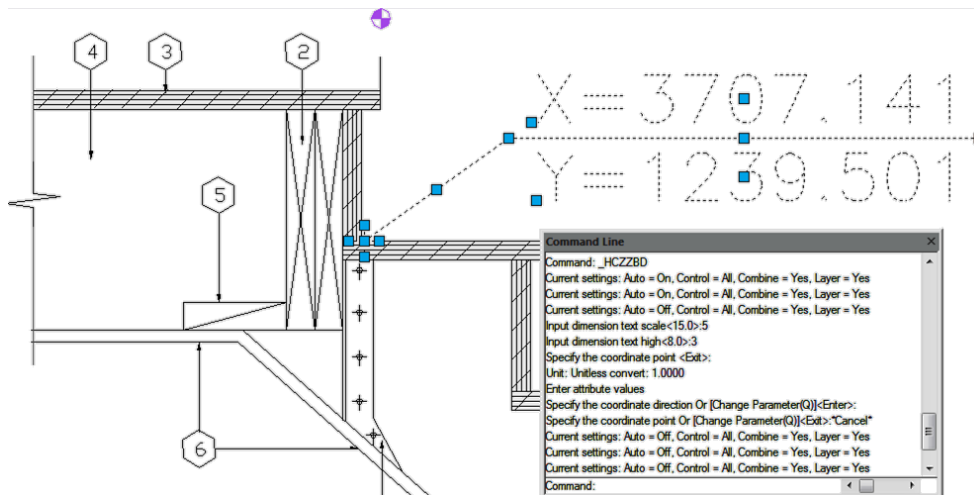 4
3
2
X=3707.141
Y=1239.501
5
6
Command Line
Command: _HCZZBD
Current settings: Auto = On, Control = All, Combine = Yes, Layer = Yes
Current settings: Auto = On, Control = All, Combine = Yes, Layer = Yes
Current settings: Auto = Off, Control = All, Combine = Yes, Layer = Yes
Input dimension text scale<15.0>:5
Input dimension text high<8.0>:3
Specify the coordinate point <Exit>:
Unit: Unitless convert: 1.0000
Enter attribute values
Specify the coordinate direction Or [Change Parameter(Q)]<Enter>:
Specify the coordinate point Or [Change Parameter(Q)]<Exit>:*Cancel*
Current settings: Auto = Off, Control = All, Combine = Yes, Layer = Yes
Current settings: Auto = Off, Control = All, Combine = Yes, Layer = Yes
Current settings: Auto = Off, Control = All, Combine = Yes, Layer = Yes
Command: